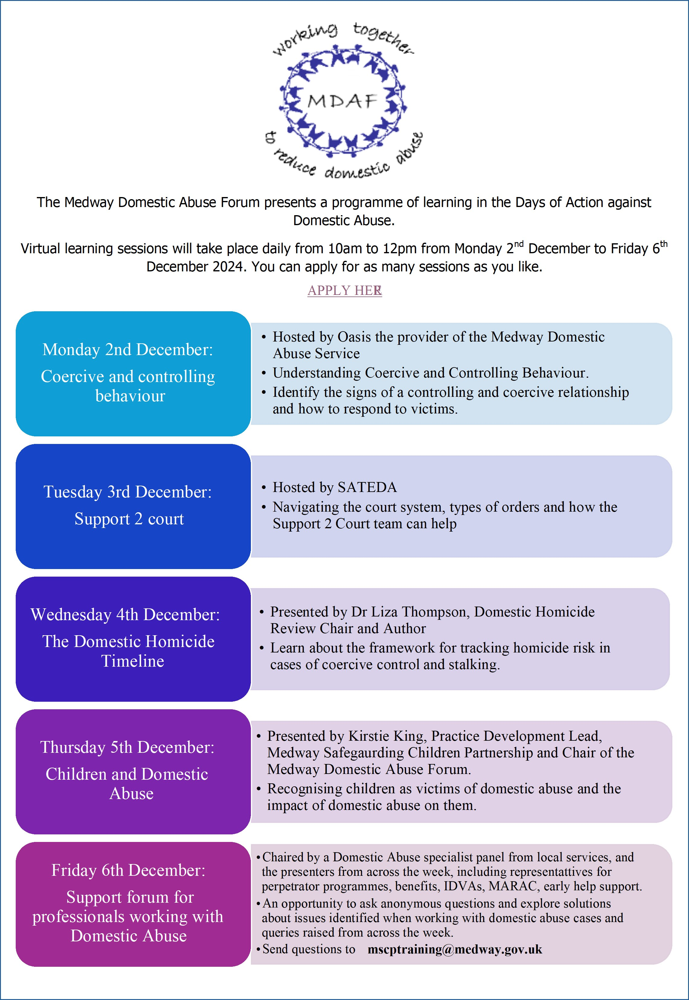 working together
MDAF
to reduce domestic abuse
The Medway Domestic Abuse Forum presents a programme of learning in the Days of Action against
Domestic Abuse.
Virtual learning sessions will take place daily from 10am to 12pm from Monday 2nd December to Friday 6th
December 2024. You can apply for as many sessions as you like.
APPLY HERE
Monday 2nd December:
Coercive and controlling
behaviour
• Hosted by Oasis the provider of the Medway Domestic
Abuse Service
• Understanding Coercive and Controlling Behaviour.
• Identify the signs of a controlling and coercive relationship
and how to respond to victims.
Tuesday 3rd December:
Support 2 court
• Hosted by SATEDA
• Navigating the court system, types of orders and how the
Support 2 Court team can help
Wednesday 4th December:
The Domestic Homicide
Timeline
• Presented by Dr Liza Thompson, Domestic Homicide
Review Chair and Author
• Learn about the framework for tracking homicide risk in
cases of coercive control and stalking.
Thursday 5th December:
Children and Domestic
Abuse
• Presented by Kirstie King, Practice Development Lead,
Medway Safegaurding Children Partnership and Chair of the
Medway Domestic Abuse Forum.
• Recognising children as victims of domestic abuse and the
impact of domestic abuse on them.
Friday 6th December:
Support forum for
professionals working with
Domestic Abuse
• Chaired by a Domestic Abuse specialist panel from local services, and
the presenters from across the week, including representattives for
perpetrator programmes, benefits, IDVAs, MARAC, early help support.
• An opportunity to ask anonymous questions and explore solutions
about issues identified when working with domestic abuse cases and
queries raised from across the week.
• Send questions to mscptraining@medway.gov.uk